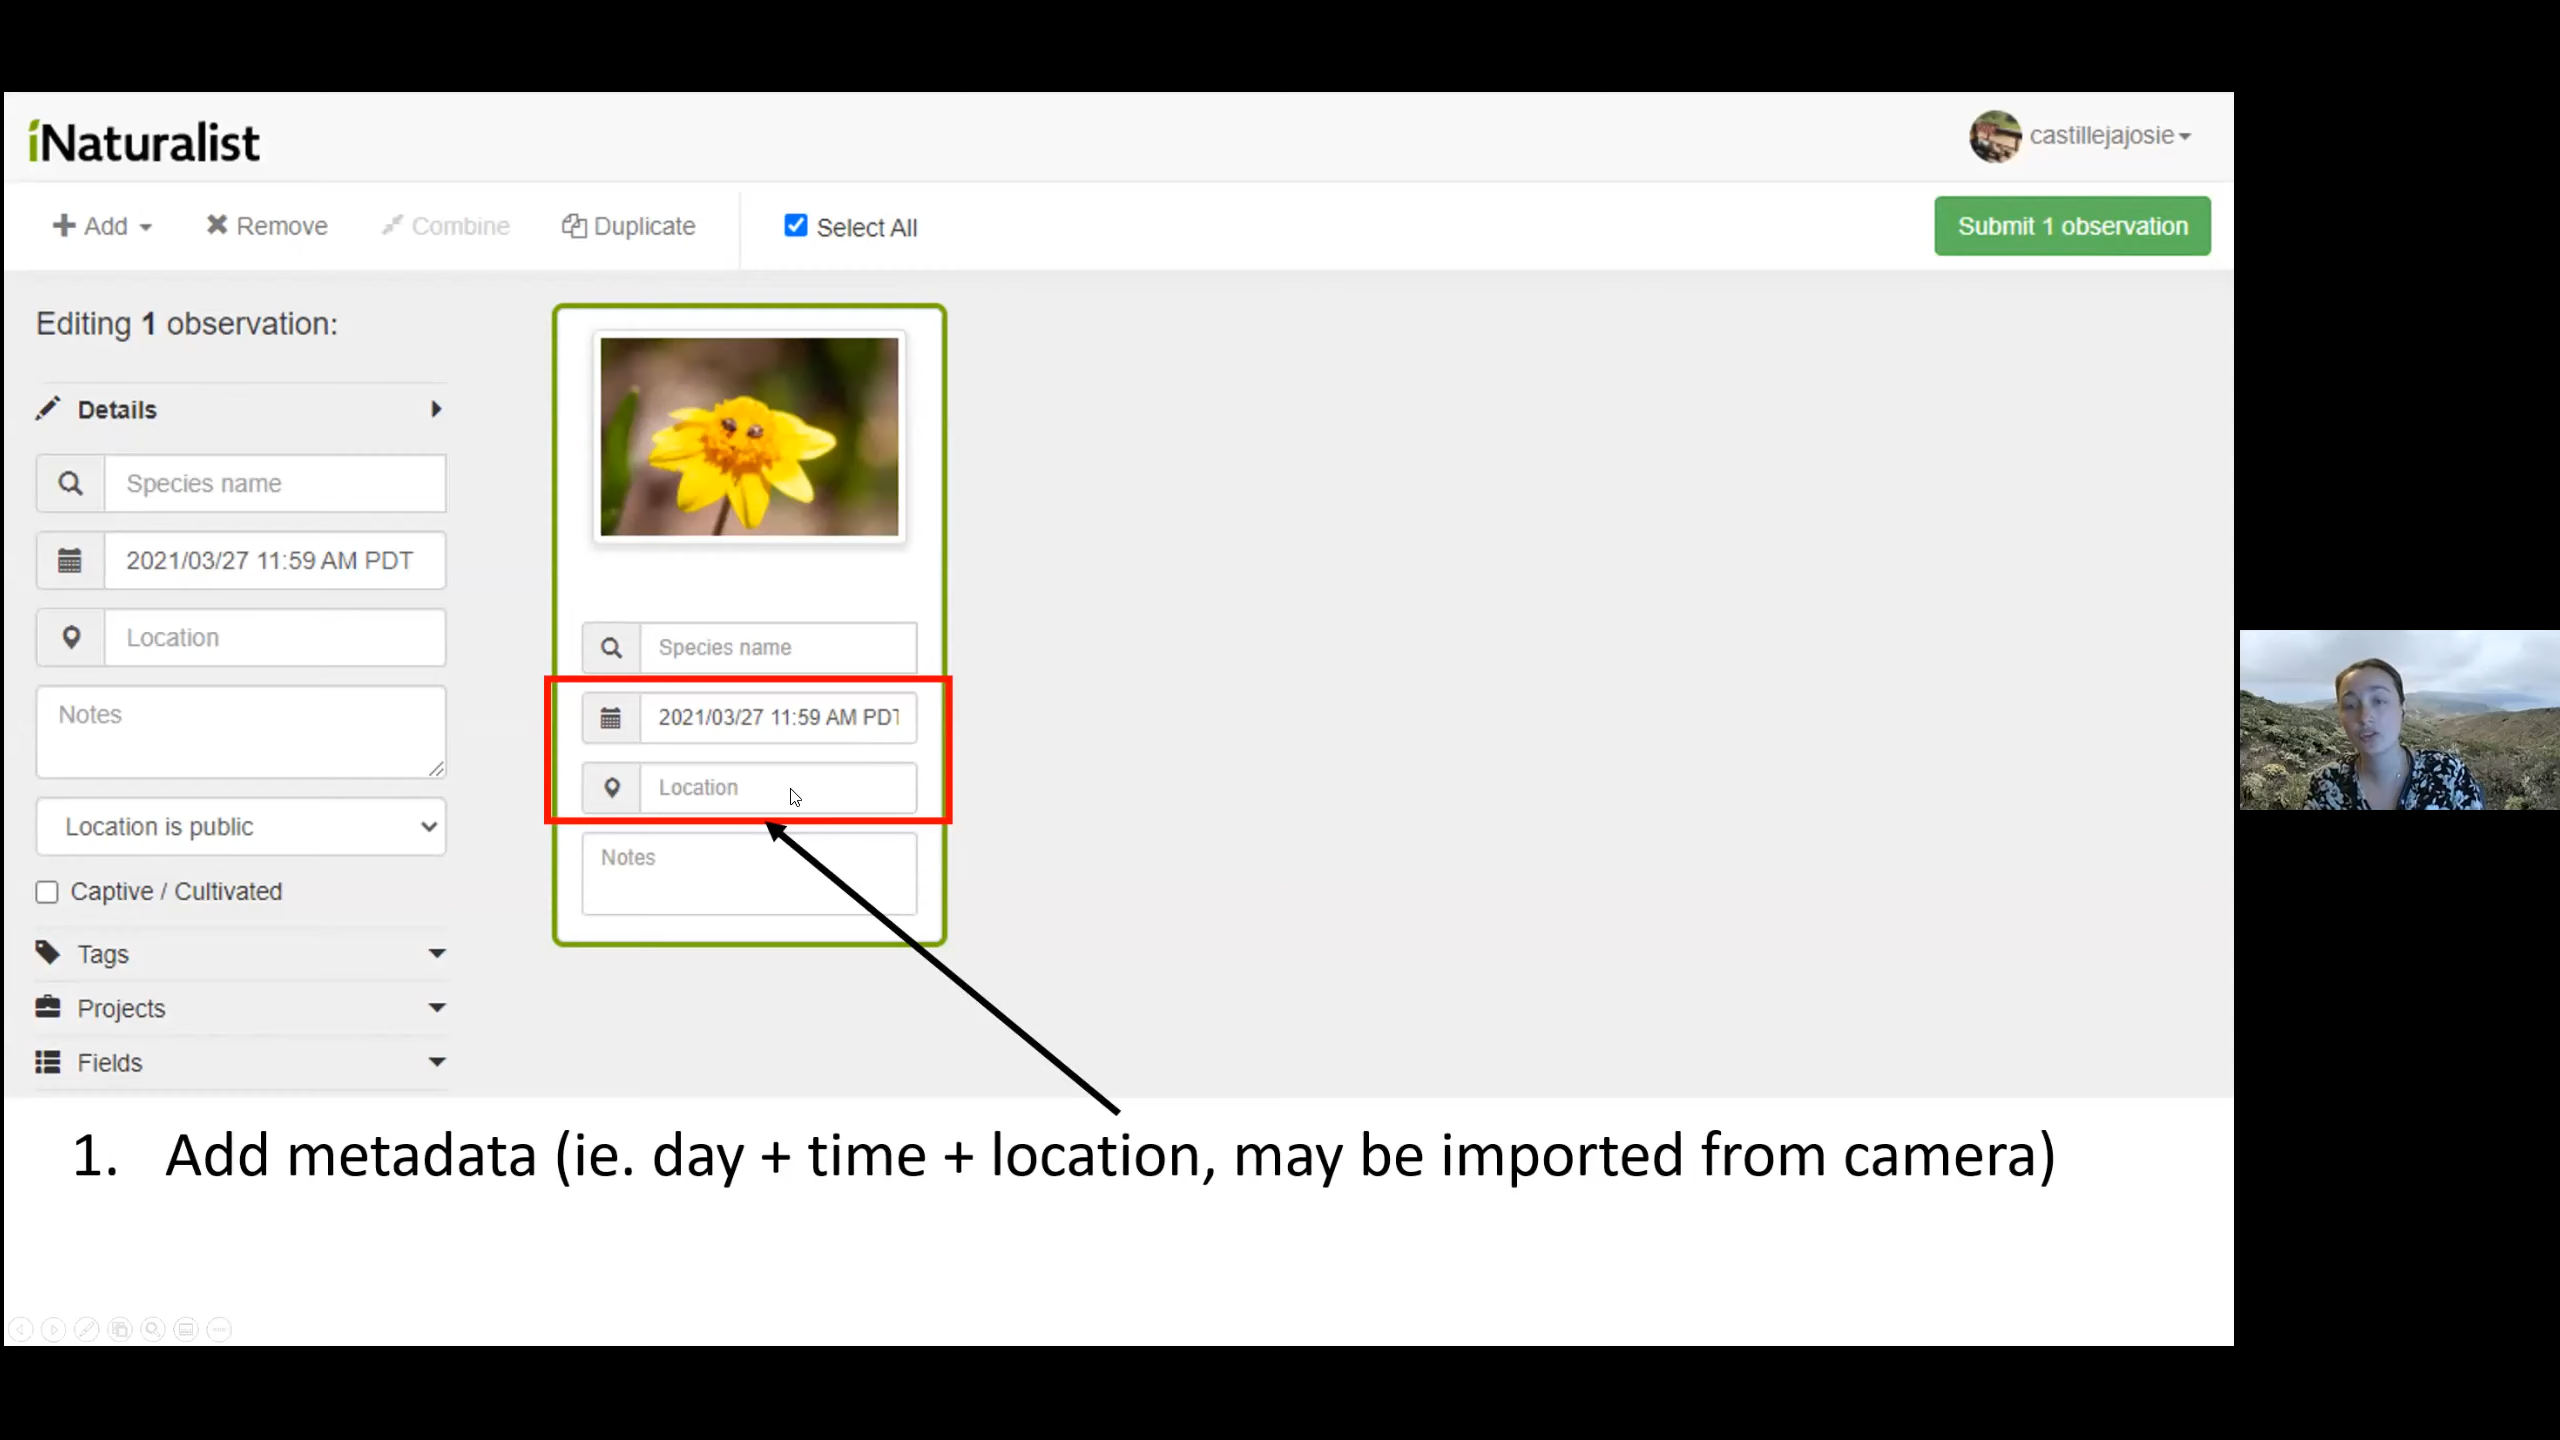 iNaturalist
castillejajosie
Add
Remove
Combine
Duplicate
Select All
Submit 1 observation
Editing 1 observation:
Details
Species name
2021/03/27 11:59 AM PDT
Location
Notes
Location is public
Captive / Cultivated
Tags
Projects
Fields
Species name
2021/03/27 11:59 AM PDT
Location
Notes
1. Add metadata (ie. day + time + location, may be imported from camera)